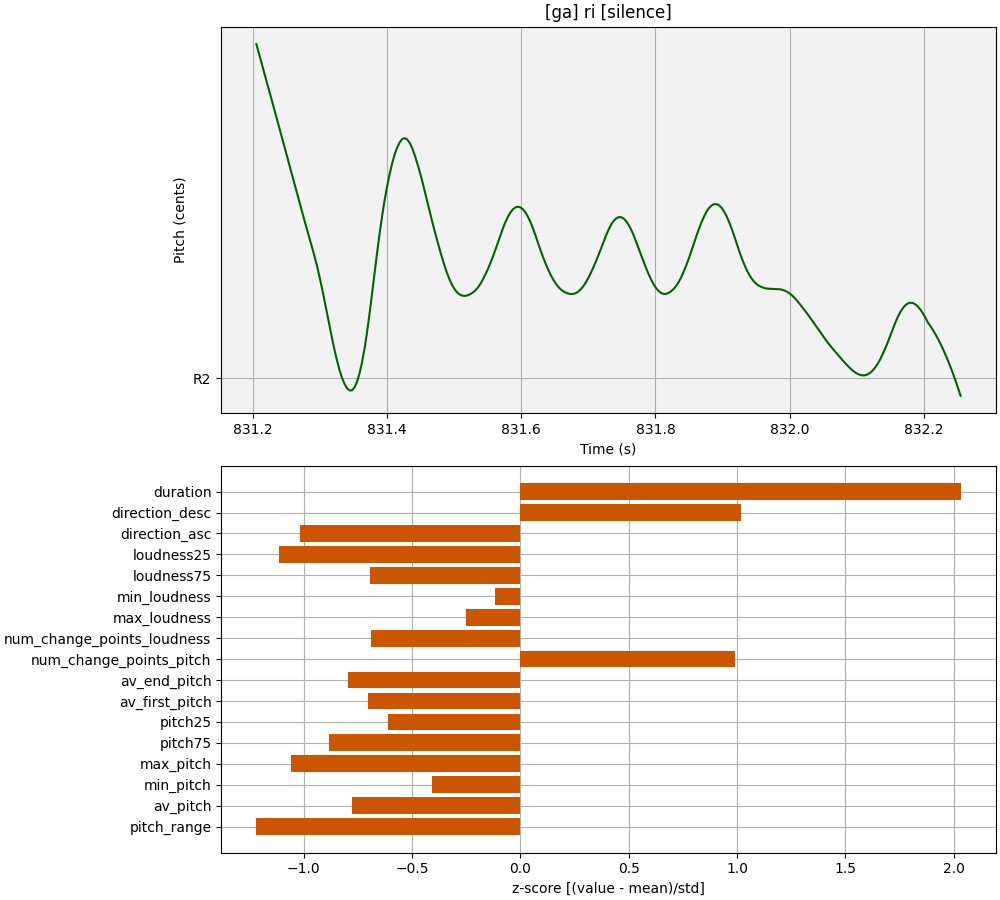 [ga] ri [silence]
Pitch (cents)
R2
831.2 831.4 831.6 831.8 832.0 832.2
Time (s)
duration
direction_desc
direction_asc
loudness25
loudness75
min_loudness
max_loudness
num_change_points_loudness
num_change_points_pitch
av_end_pitch
av_first_pitch
pitch25
pitch75
max_pitch
min_pitch
av_pitch
pitch_range
−1.0 −0.5 0.0 0.5 1.0 1.5 2.0
z-score [(value - mean)/std]